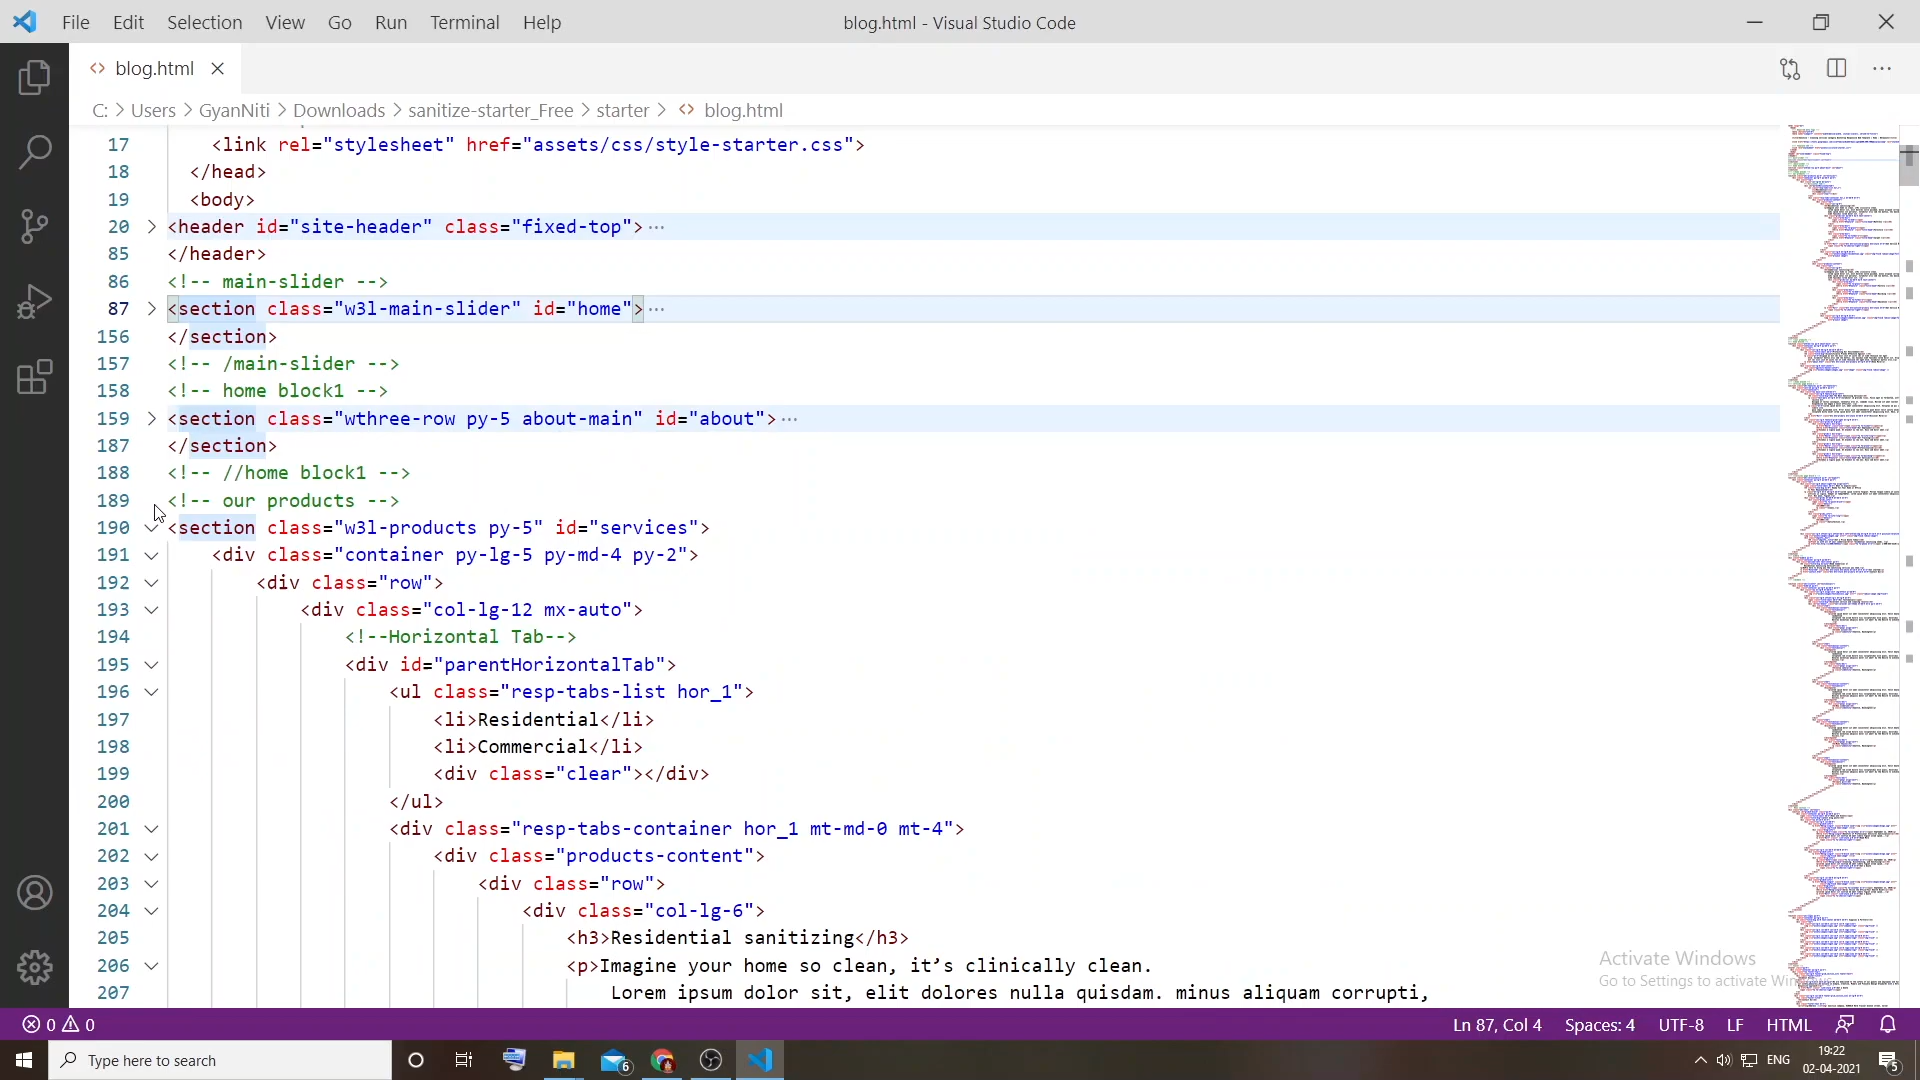 File Edit Selection View Go Run Terminal Help blog.html - Visual Studio Code
blog.html
C: > Users > GyanNiti > Downloads > sanitize-starter_Free > starter > blog.html
17 <link rel="stylesheet" href="assets/css/style-starter.css">
18 </head>
19 <body>
20 <header id="site-header" class="fixed-top"> ···
85 </header>
86 <!-- main-slider -->
87 <section class="w3l-main-slider" id="home"> ···
156 </section>
157 <!-- /main-slider -->
158 <!-- home block1 -->
159 <section class="wthree-row py-5 about-main" id="about"> ···
187 </section>
188 <!-- //home block1 -->
189 <!-- our products -->
190 <section class="w3l-products py-5" id="services">
191 <div class="container py-lg-5 py-md-4 py-2">
192 <div class="row">
193 <div class="col-lg-12 mx-auto">
194 <!--Horizontal Tab-->
195 <div id="parentHorizontalTab">
196 <ul class="resp-tabs-list hor_1">
197 <li>Residential</li>
198 <li>Commercial</li>
199 <div class="clear"></div>
200 </ul>
201 <div class="resp-tabs-container hor_1 mt-md-0 mt-4">
202 <div class="products-content">
203 <div class="row">
204 <div class="col-lg-6">
205 <h3>Residential sanitizing</h3>
206 <p>Imagine your home so clean, it’s clinically clean.
207 Lorem ipsum dolor sit, elit dolores nulla quisdam. minus aliquam corrupti,
Activate Windows
Go to Settings to activate Win
0 0 Ln 87, Col 4 Spaces: 4 UTF-8 LF HTML
Type here to search 6 ENG 19:22
02-04-2021 5